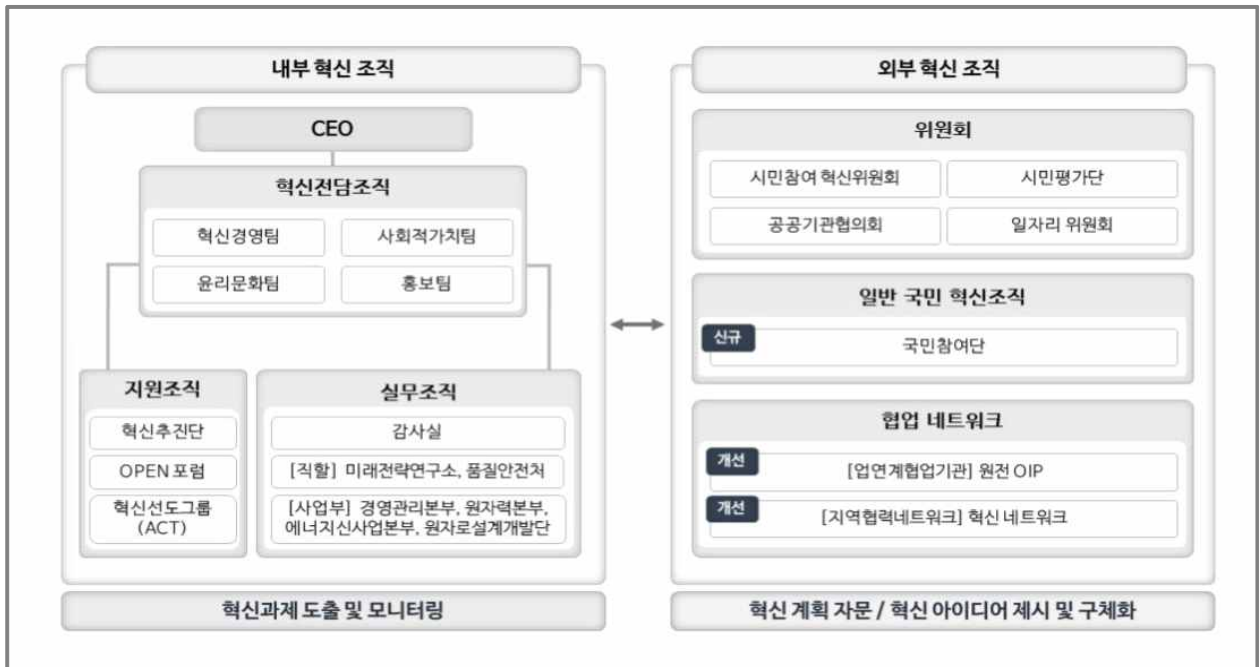 내부 혁신 조직
CEO
혁신전담조직
혁신경영팀
사회적가치팀
윤리문화팀
홍보팀
지원조직
혁신추진단
OPEN 포럼
혁신선도그룹
(ACT)
실무조직
감사실
[직할] 미래전략연구소, 품질안전처
[사업부] 경영관리본부, 원자력본부,
에너지신사업본부, 원자로설계개발단
혁신과제 도출 및 모니터링
외부 혁신 조직
위원회
시민참여 혁신위원회
시민평가단
공공기관협의회
일자리 위원회
일반 국민 혁신조직
신규
국민참여단
협업 네트워크
개선
[업연계협업기관] 원전 OIP
개선
[지역협력네트워크] 혁신 네트워크
혁신 계획 자문 / 혁신 아이디어 제시 및 구체화